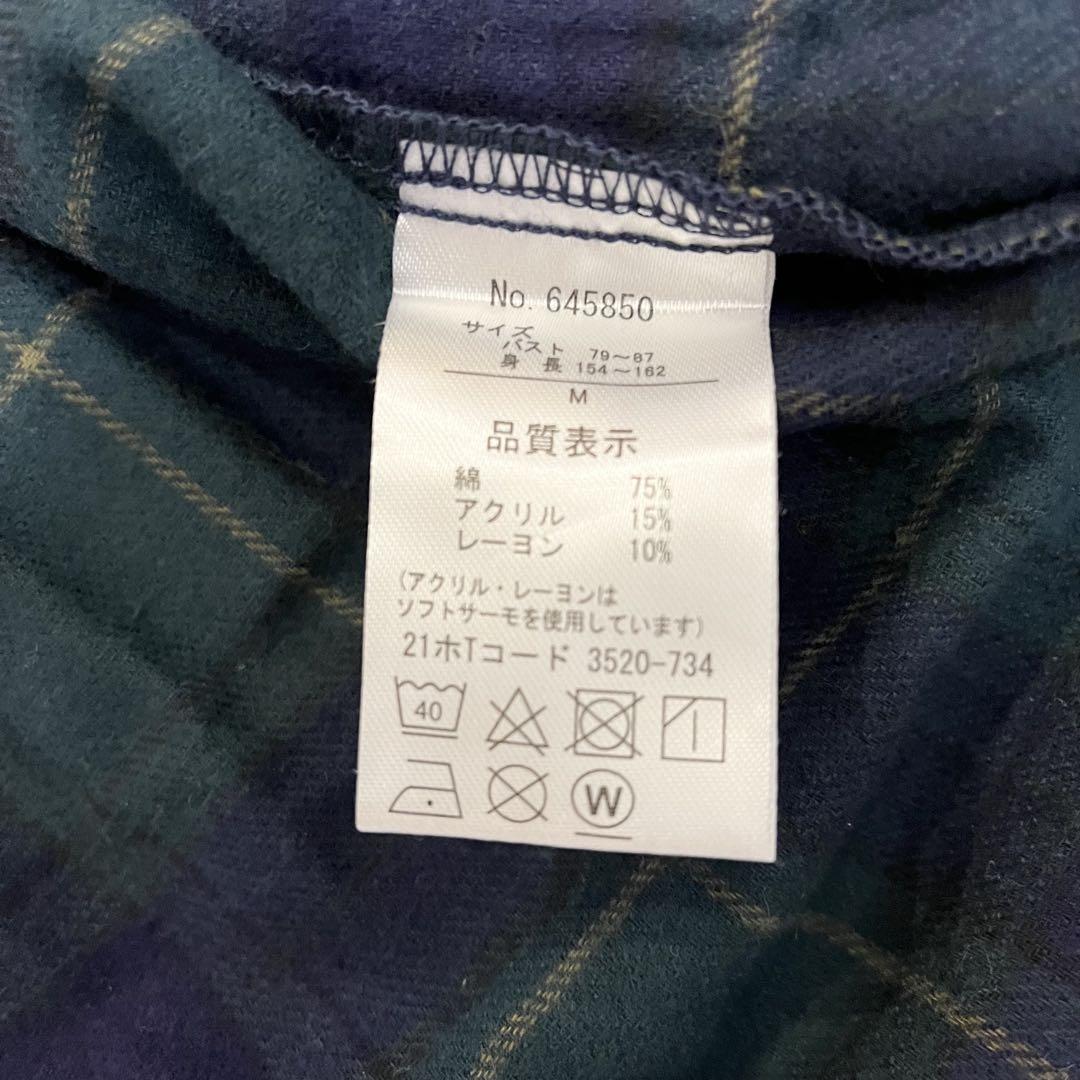 No. 645850
サイズ
バスト 79～87
身長 154～162
M
品質表示
綿 75%
アクリル 15%
レーヨン 10%
(アクリル・レーヨンは
ソフトサーモを使用しています)
21ホTコード 3520-734
40
W